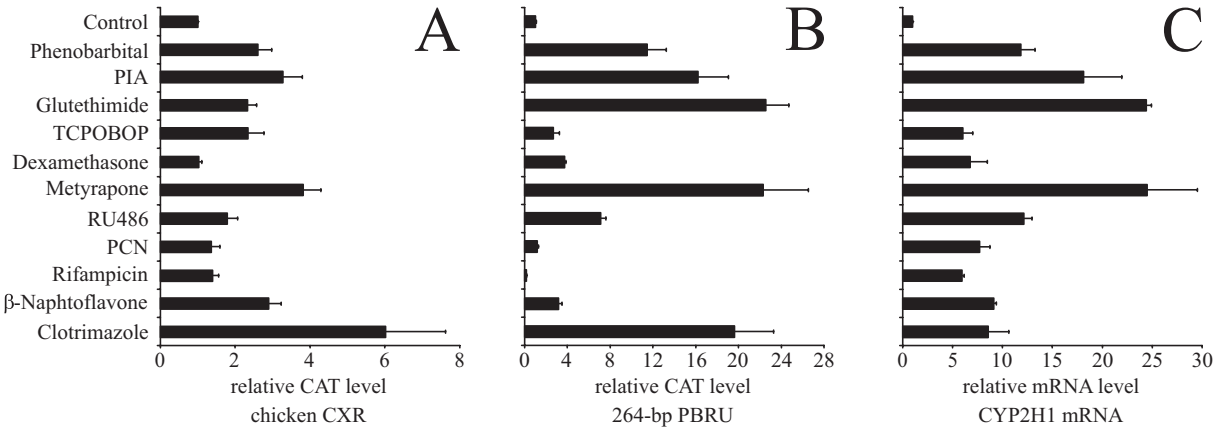 A
B
C
Control
Phenobarbital
PIA
Glutethimide
TCPOBOP
Dexamethasone
Metyrapone
RU486
PCN
Rifampicin
β-Naphtoflavone
Clotrimazole
0 2 4 6 8
relative CAT level
chicken CXR
0 4 8 12 16 20 24 28
relative CAT level
264-bp PBRU
0 5 10 15 20 25 30
relative mRNA level
CYP2H1 mRNA